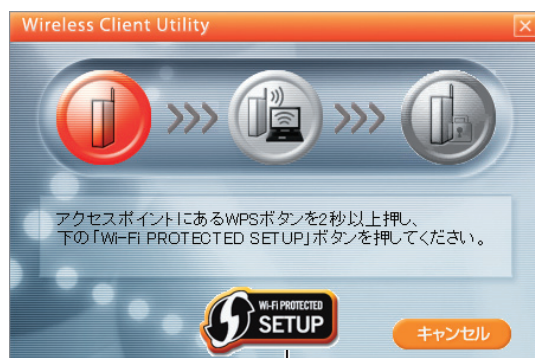 Wireless Client Utility
アクセスポイントにあるWPSボタンを2秒以上押し、
下の「Wi-Fi PROTECTED SETUP」ボタンを押してください。
Wi-Fi PROTECTED
SETUP
キャンセル